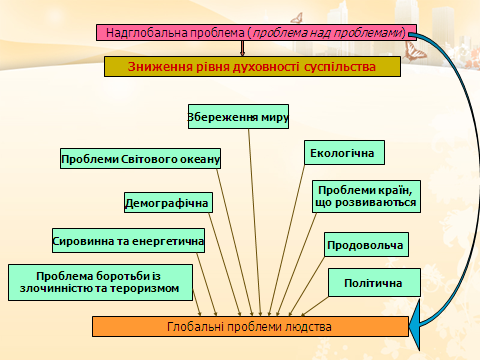 Надглобальна проблема (проблема над проблемами)
Зниження рівня духовності суспільства
Збереження миру
Проблеми Світового океану
Екологічна
Демографічна
Проблеми країн,
що розвиваються
Сировинна та енергетична
Продовольча
Проблема боротьби із
злочинністю та тероризмом
Політична
Глобальні проблеми людства